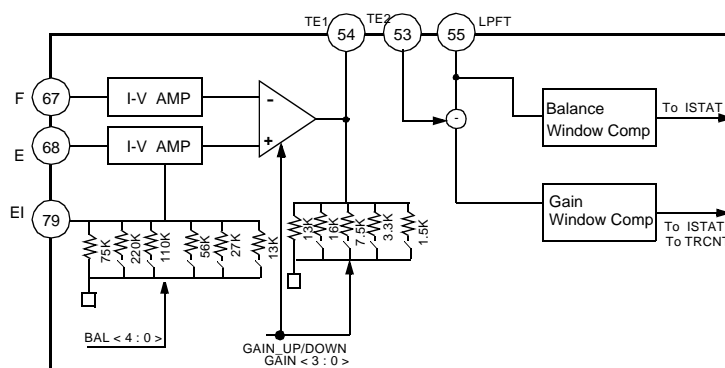 TE1 TE2 LPFT
54 53 55
F 67 I-V AMP - Balance Window Comp To ISTAT
E 68 I-V AMP + -
EI 79 Gain Window Comp To ISTAT
To TRCNT
75K 220K 110K 56K 27K 13K
13K 16K 7.5K 3.3K 1.5K
BAL < 4 : 0 >
GAIN_UP/DOWN
GAIN < 3 : 0 >